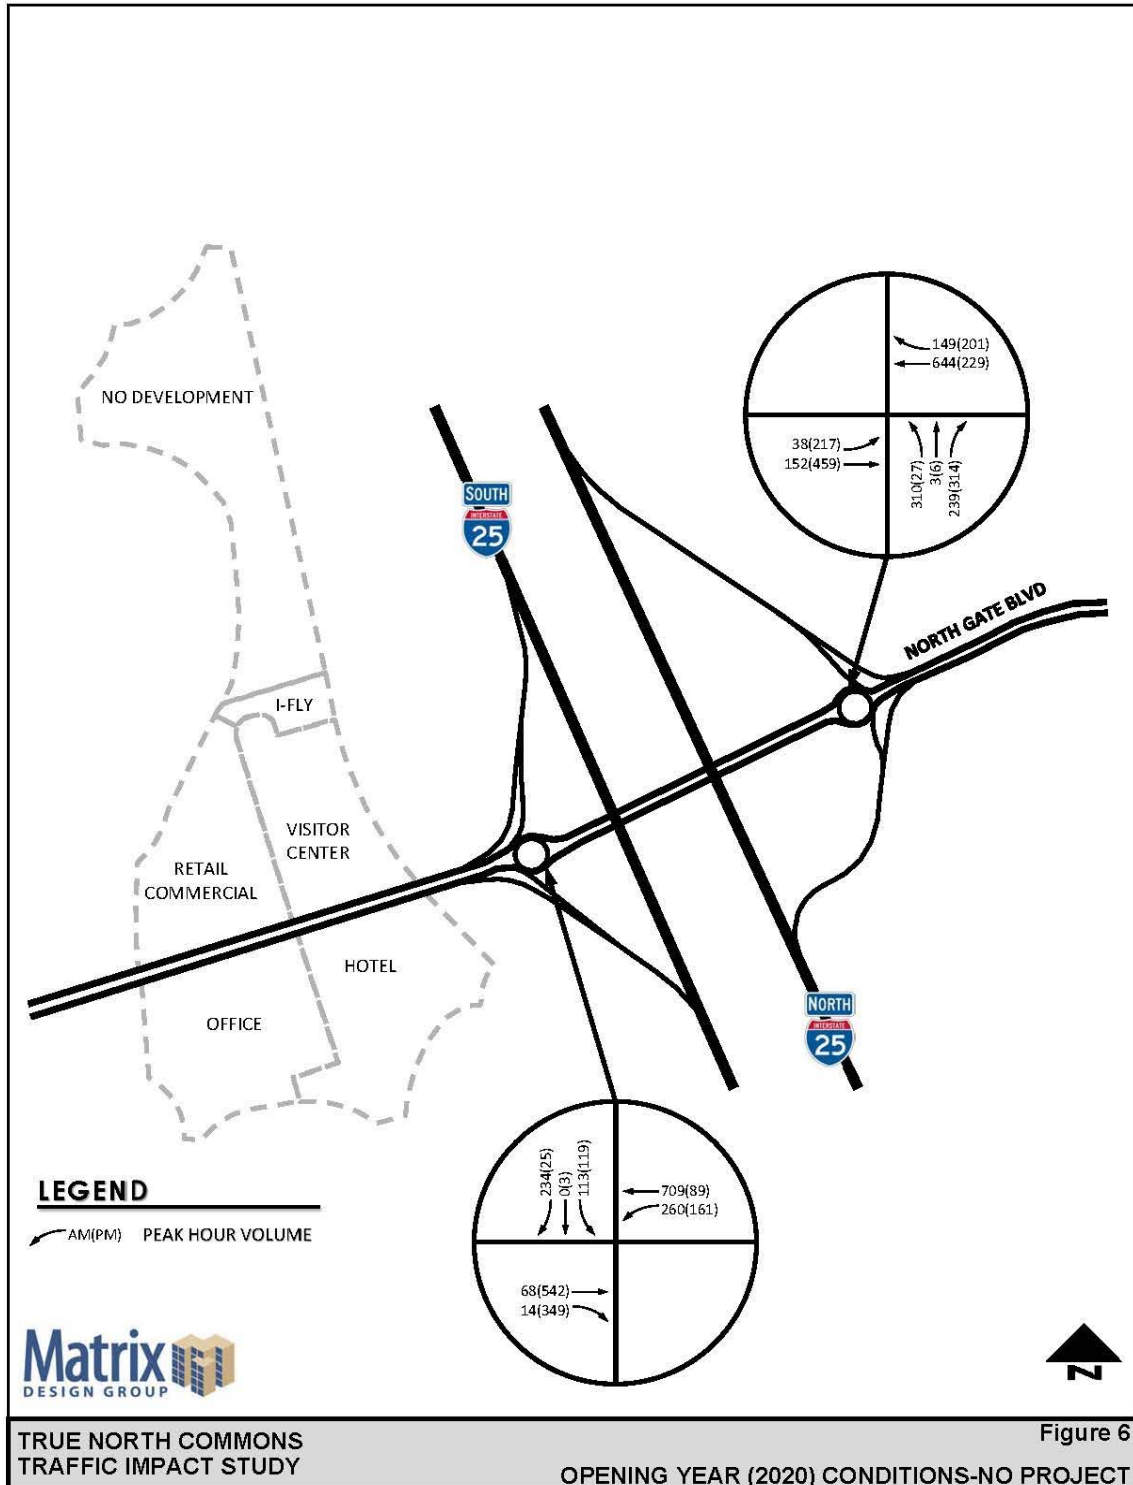 NO DEVELOPMENT
149(201)
644(229)
38(217)
152(459)
310(27)
3(6)
239(314)
SOUTH
INTERSTATE
25
NORTH GATE BLVD
I-FLY
VISITOR
CENTER
RETAIL
COMMERCIAL
HOTEL
OFFICE
NORTH
INTERSTATE
25
234(25)
0(3)
113(119)
709(89)
260(161)
68(542)
14(349)
LEGEND
AM(PM) PEAK HOUR VOLUME
Matrix
DESIGN GROUP
N
TRUE NORTH COMMONS
TRAFFIC IMPACT STUDY
Figure 6
OPENING YEAR (2020) CONDITIONS-NO PROJECT